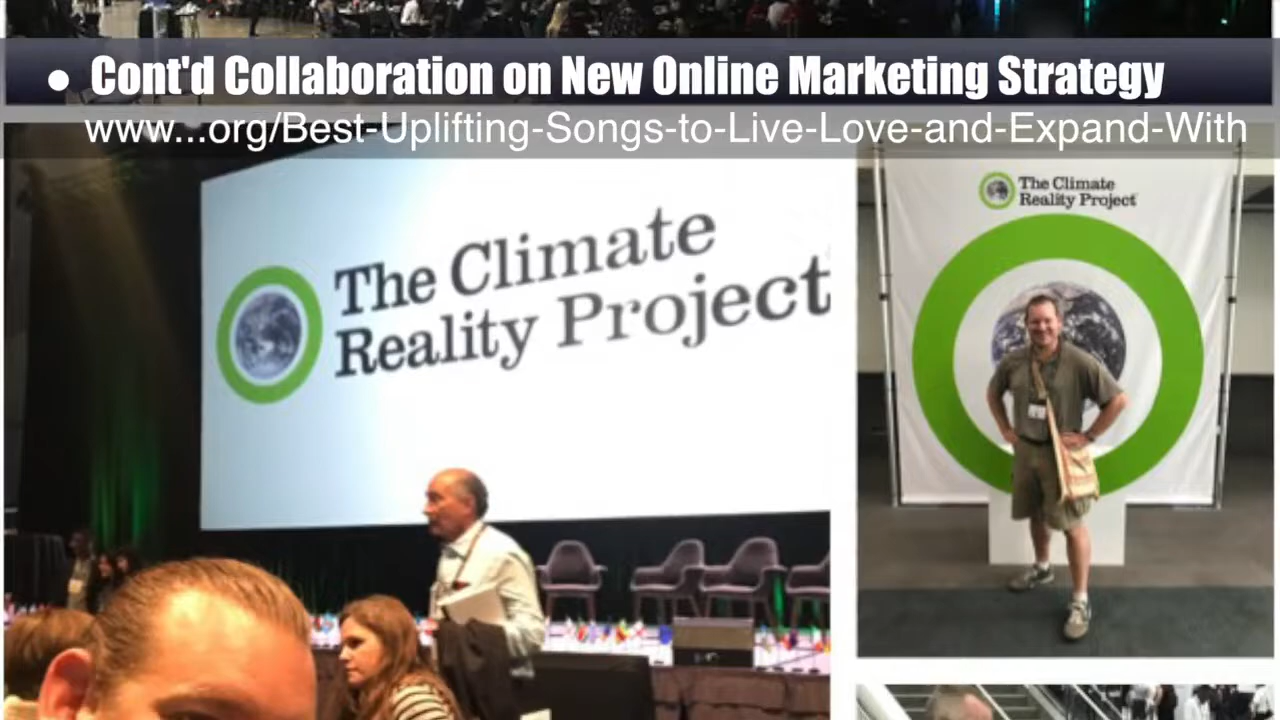 ● Cont'd Collaboration on New Online Marketing Strategy
www...org/Best-Uplifting-Songs-to-Live-Love-and-Expand-With
The Climate
Reality Project
The Climate
Reality Project